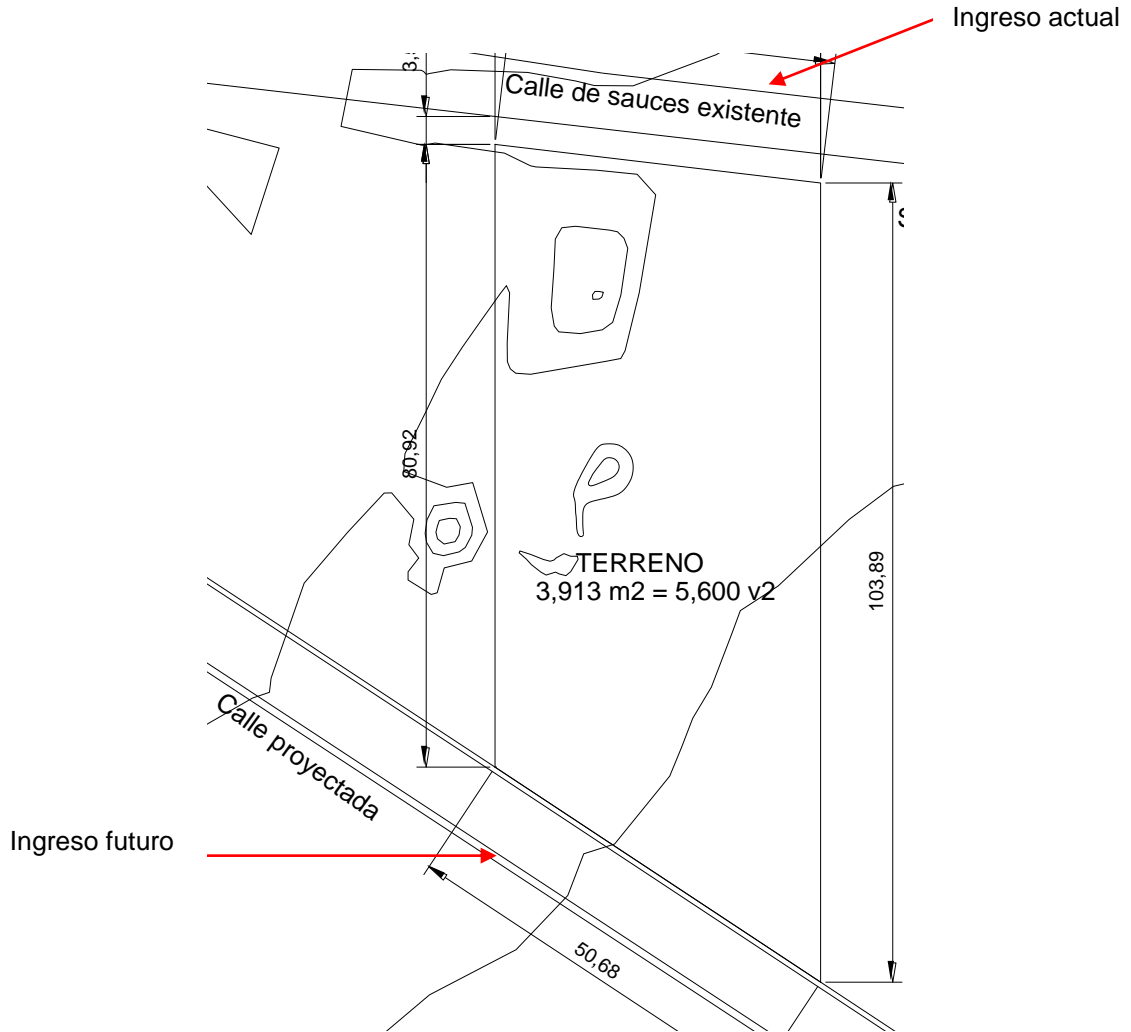 Ingreso actual
Calle de sauces existente
80,92
103,89
TERRENO
3,913 m2 = 5,600 v2
Calle proyectada
Ingreso futuro
50,68